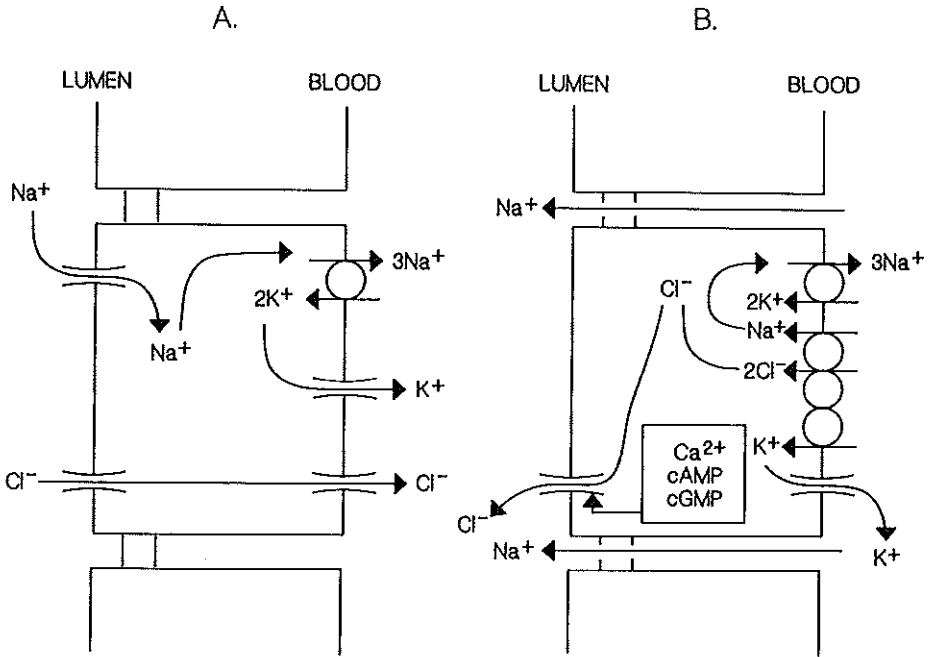 A.
LUMEN
BLOOD
Na⁺
3Na⁺
2K⁺
Na⁺
K⁺
Cl⁻
Cl⁻
B.
LUMEN
BLOOD
Na⁺
3Na⁺
Cl⁻
2K⁺
Na⁺
2Cl⁻
Ca²⁺
cAMP
cGMP
K⁺
Cl⁻
Na⁺
K⁺